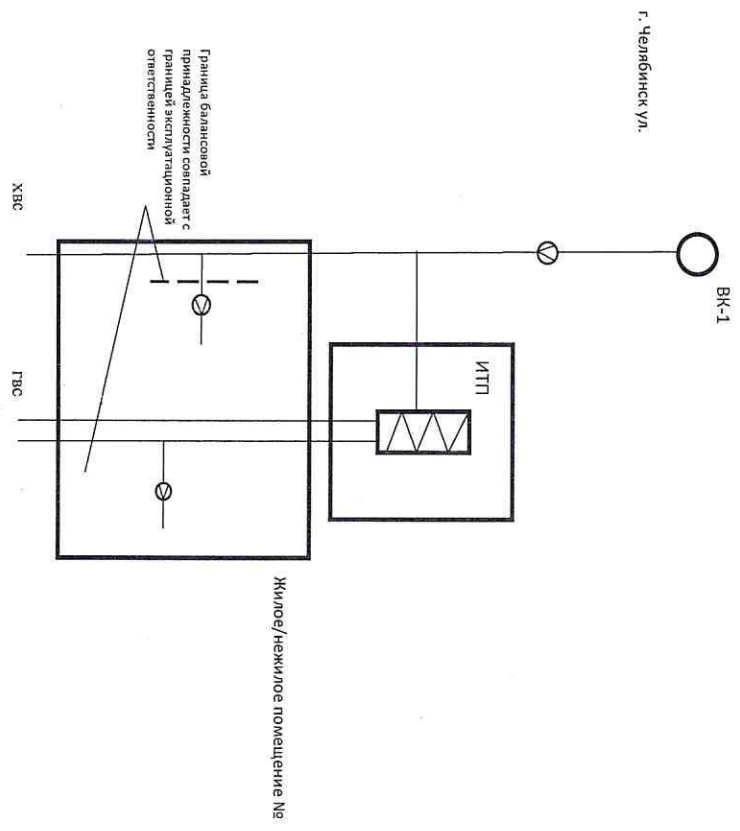 г. Челябинск ул.
ВК-1
ИТП
Жилое/нежилое помещение №
Граница балансовой
принадлежности совпадает с
границей эксплуатационной
ответственности
ХВС
ГВС